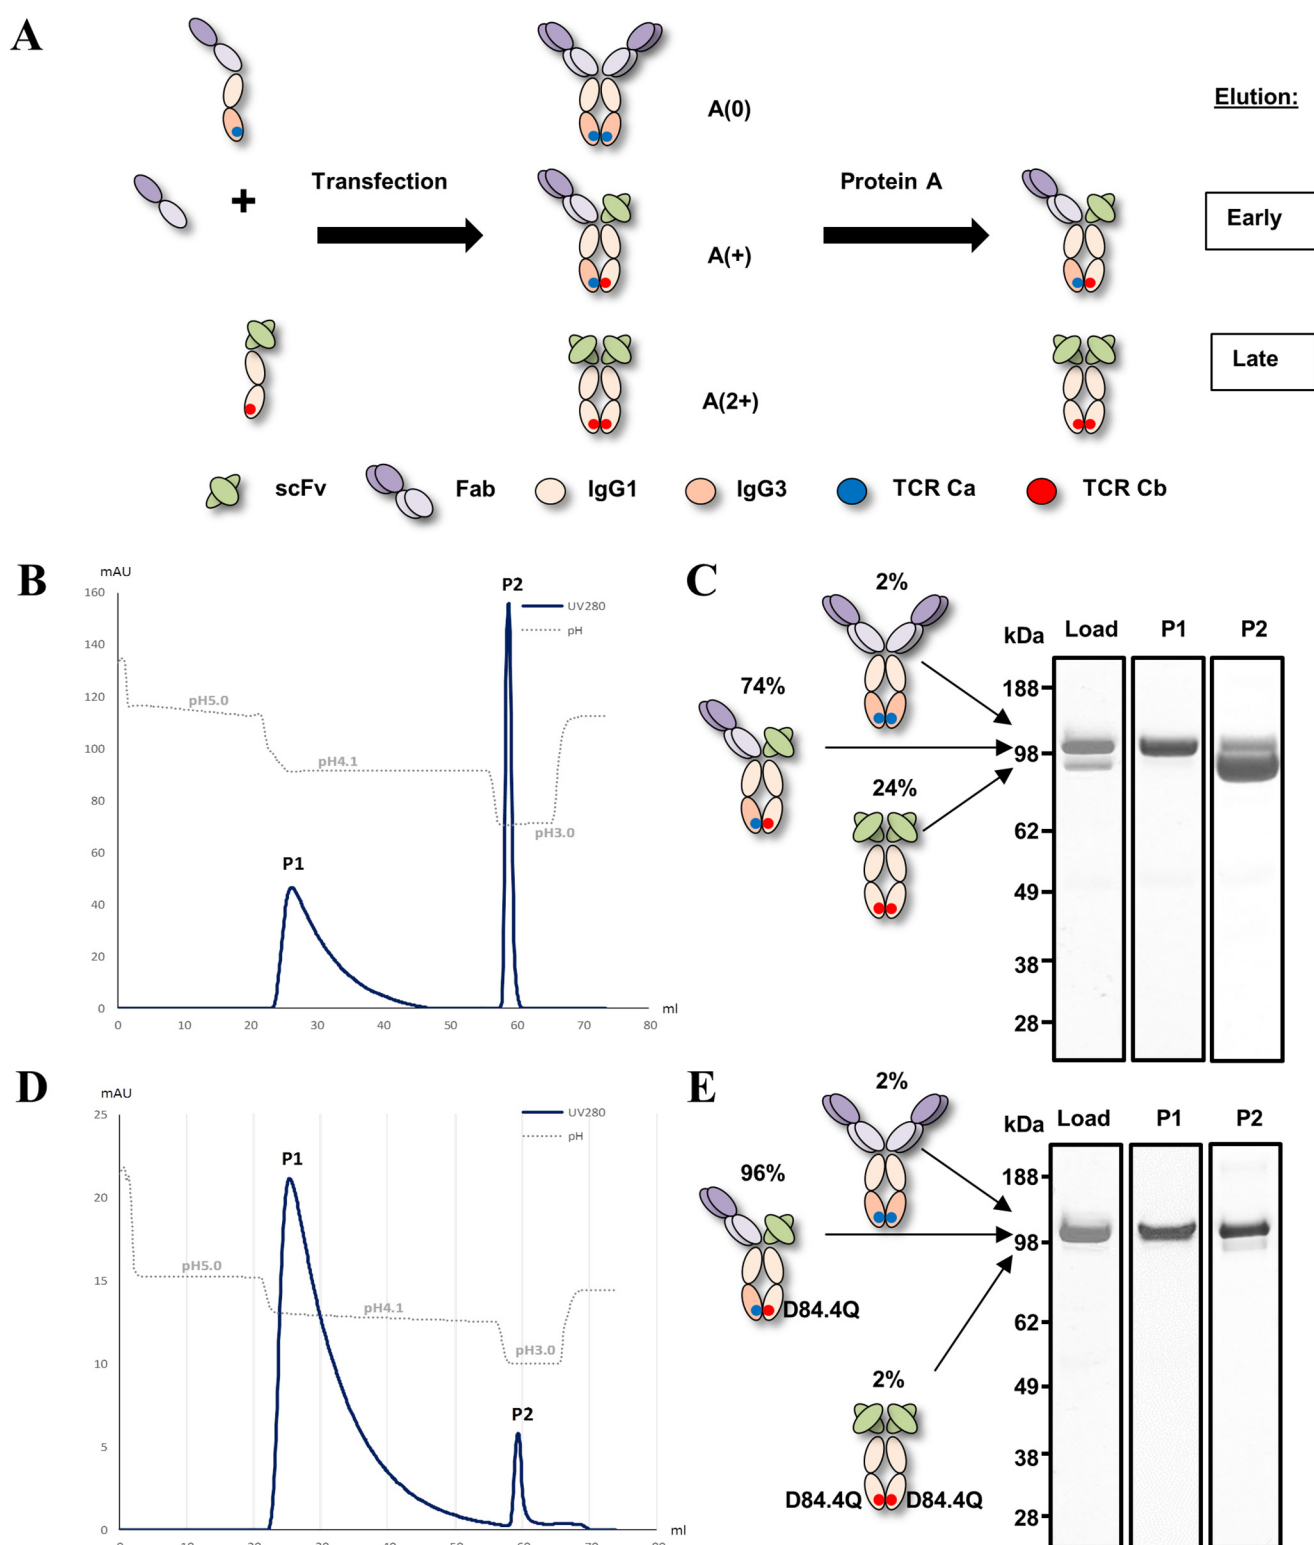 A
A(0)
Elution:
Transfection
Protein A
+
Early
A(+)
Late
A(2+)
scFv
Fab
IgG1
IgG3
TCR Ca
TCR Cb
B
mAU
160
140
120
100
80
60
40
20
0
0 10 20 30 40 50 60 70 80
ml
P2
UV280
pH
pH5.0
pH4.1
pH3.0
P1
C
2%
74%
24%
kDa Load P1 P2
188
98
62
49
38
28
D
mAU
25
20
15
10
5
0
ml
P1
UV280
pH
pH5.0
pH4.1
pH3.0
P2
E
2%
96%
D84.4Q
2%
D84.4Q D84.4Q
kDa Load P1 P2
188
98
62
49
38
28